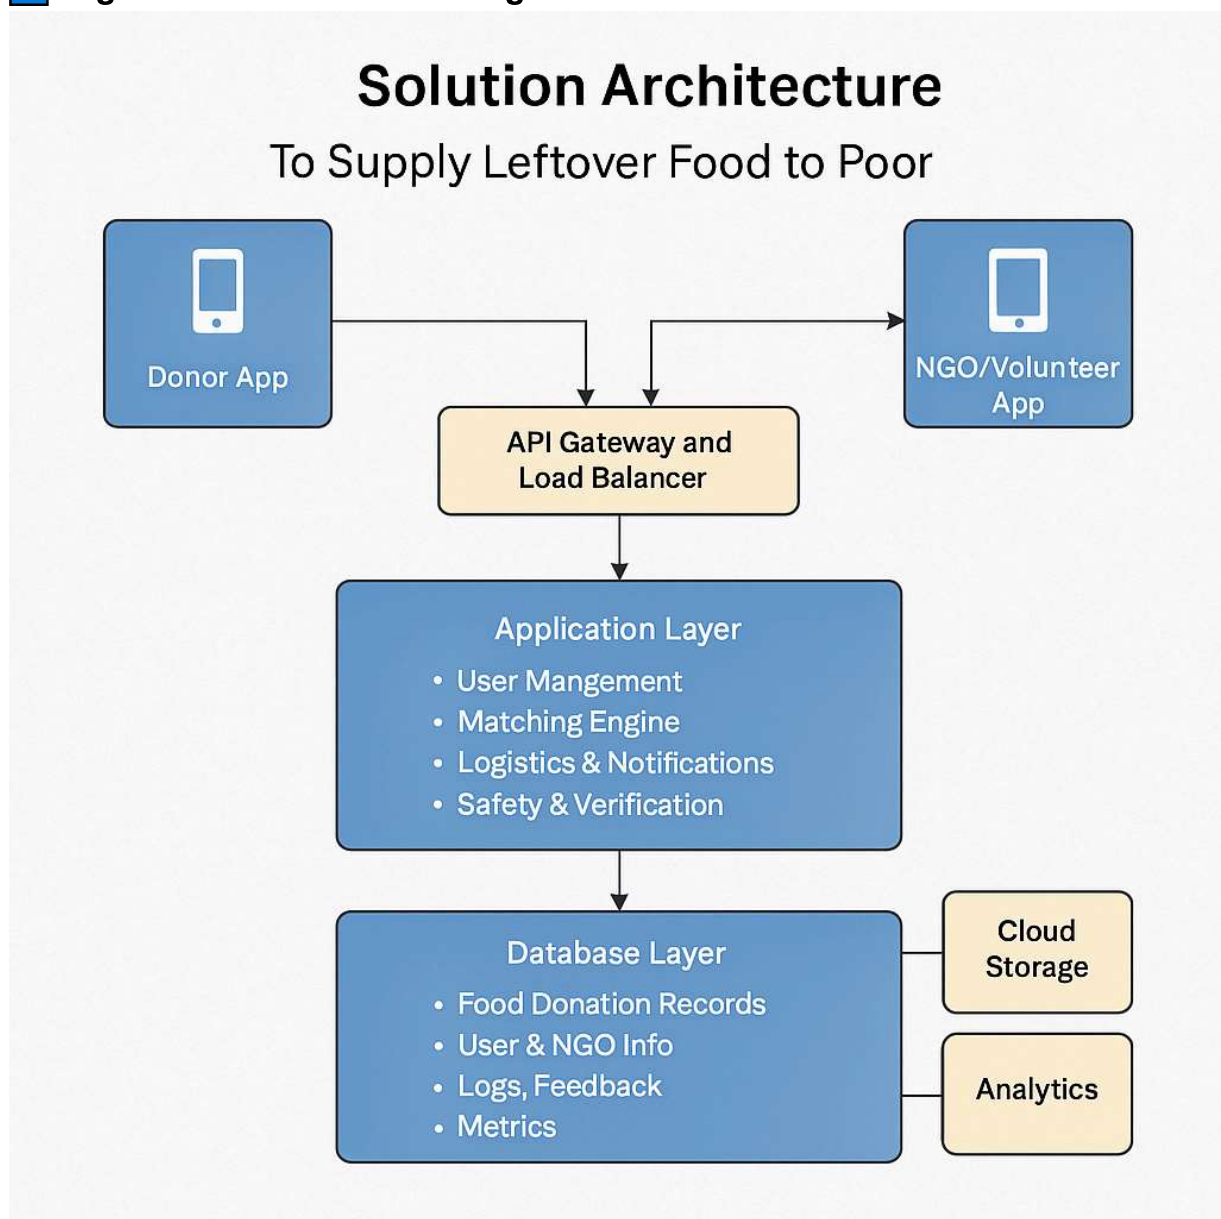 Solution Architecture
To Supply Leftover Food to Poor
Donor App
NGO/Volunteer
App
API Gateway and
Load Balancer
Application Layer
• User Mangement
• Matching Engine
• Logistics & Notifications
• Safety & Verification
Database Layer
• Food Donation Records
• User & NGO Info
• Logs, Feedback
• Metrics
Cloud
Storage
Analytics